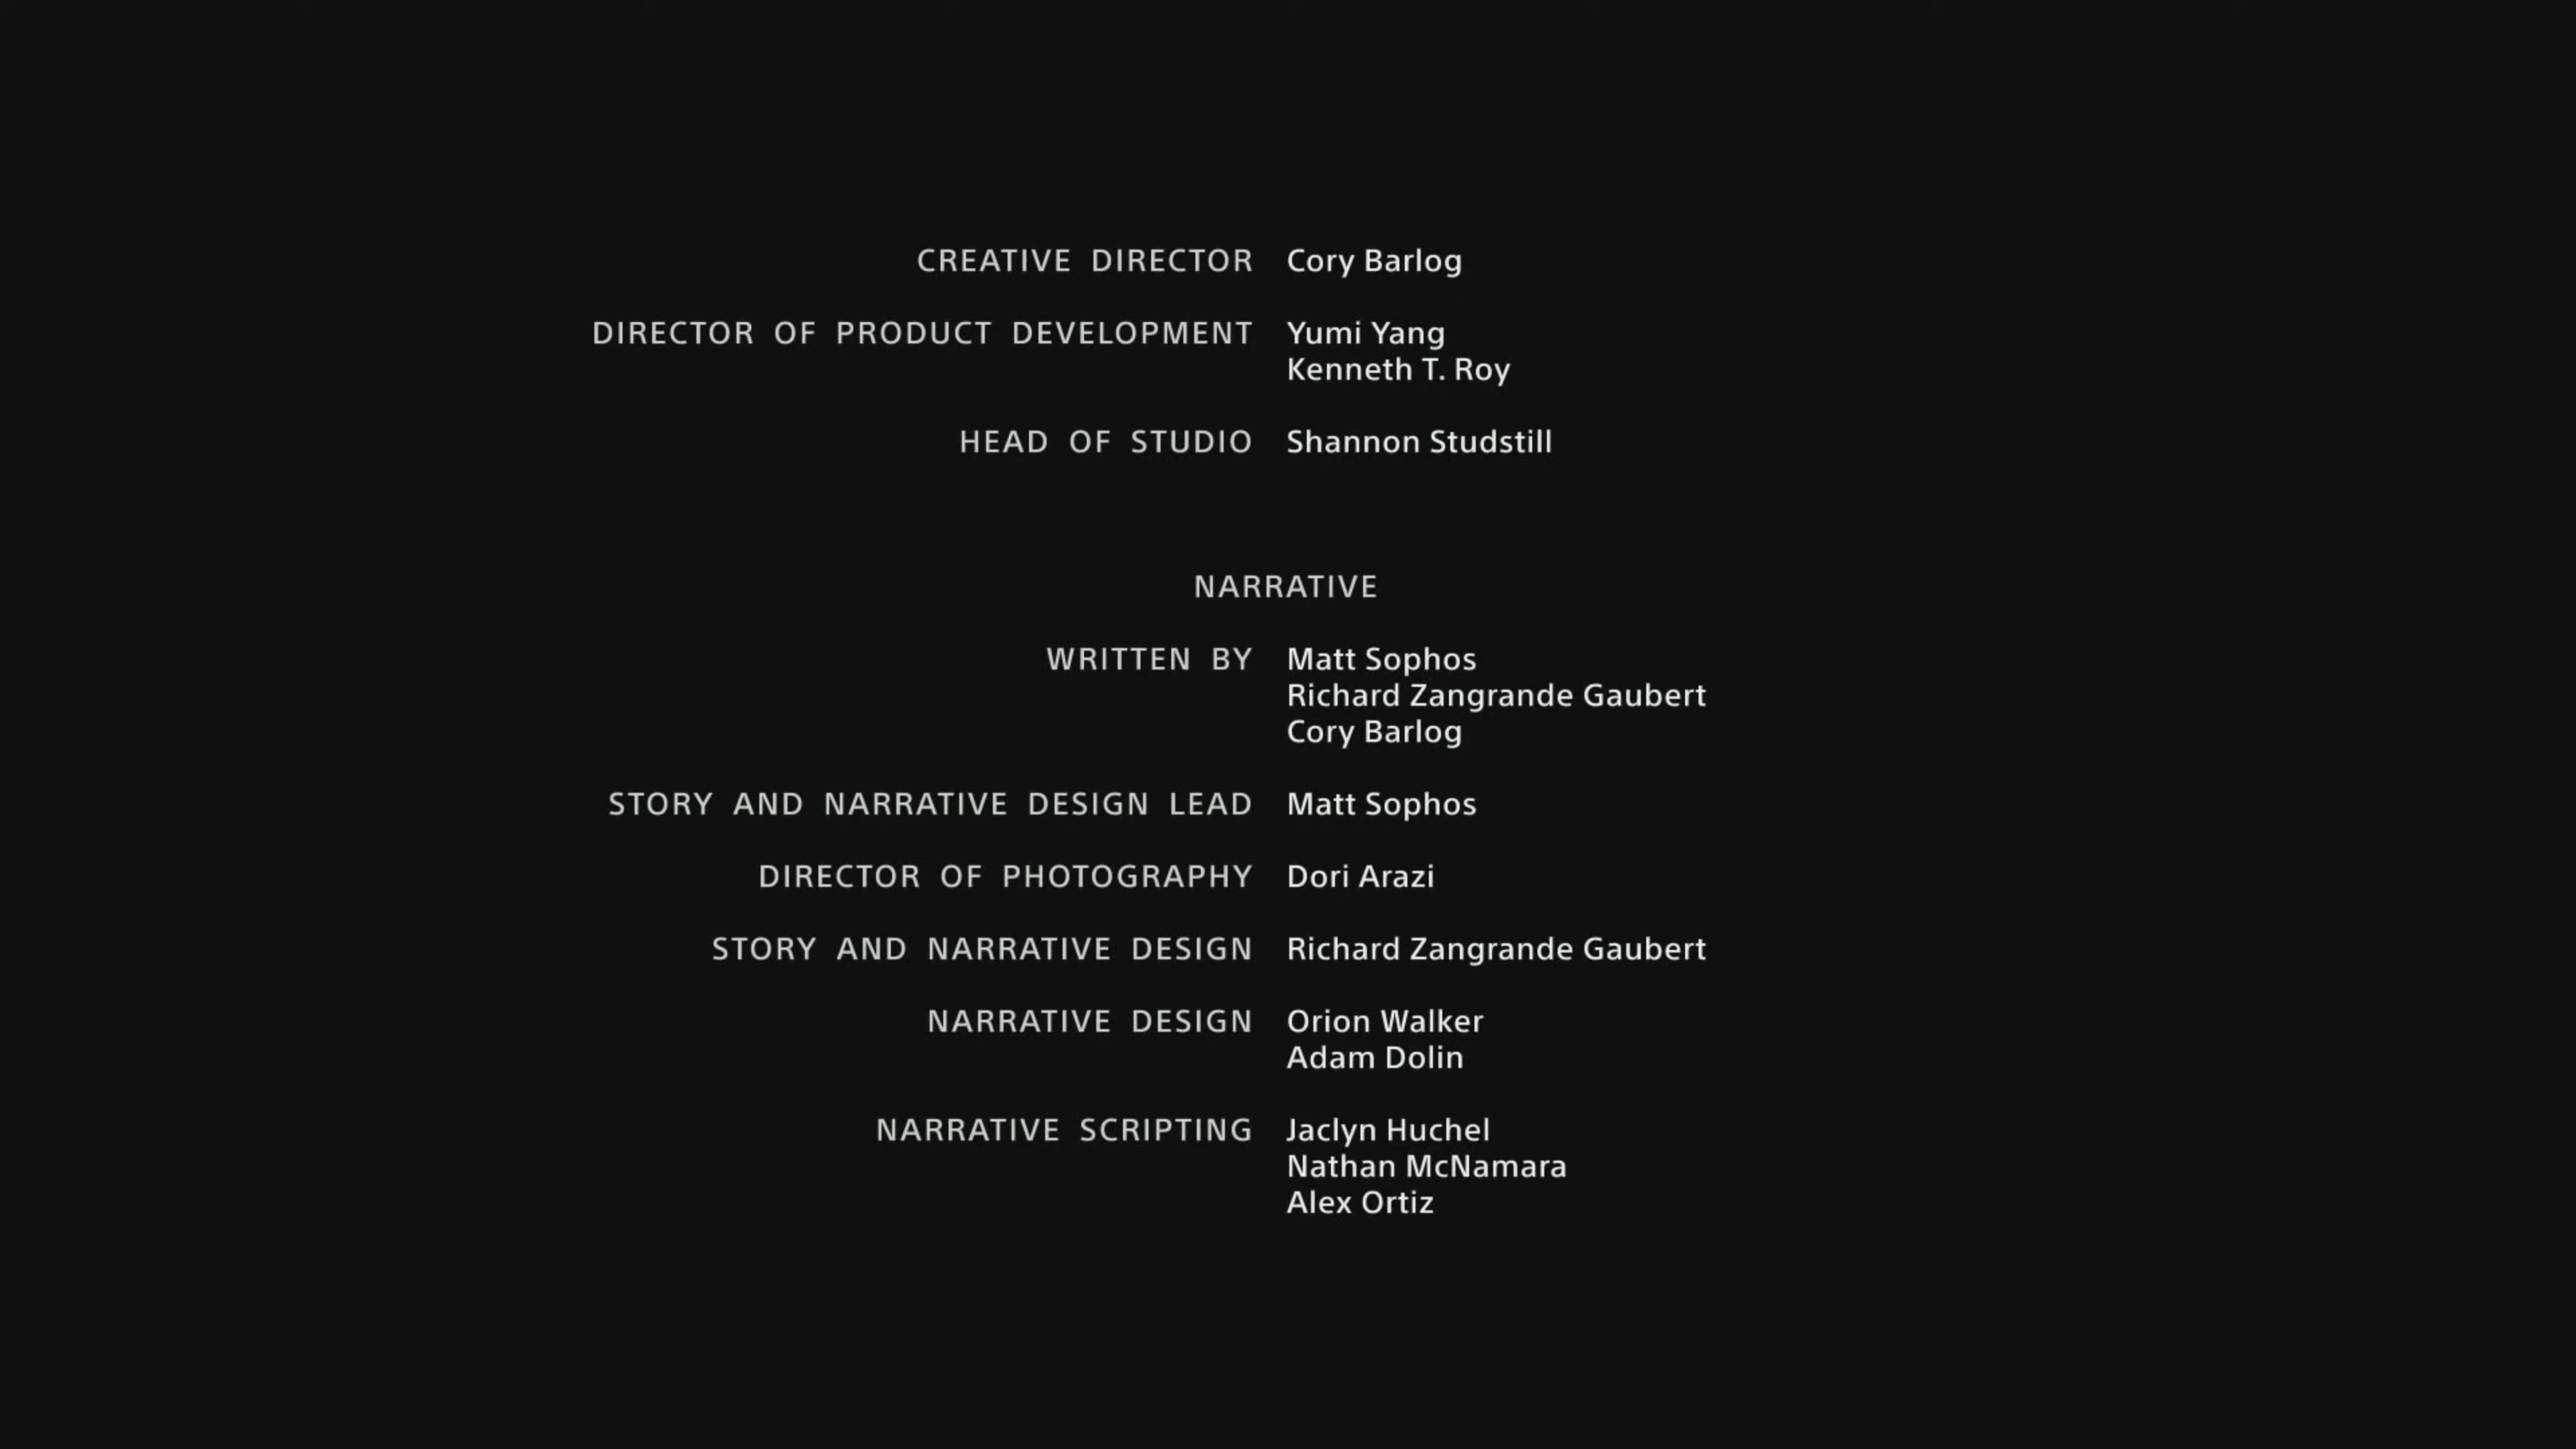 CREATIVE DIRECTOR Cory Barlog
DIRECTOR OF PRODUCT DEVELOPMENT Yumi Yang
Kenneth T. Roy
HEAD OF STUDIO Shannon Studstill
NARRATIVE
WRITTEN BY Matt Sophos
Richard Zangrande Gaubert
Cory Barlog
STORY AND NARRATIVE DESIGN LEAD Matt Sophos
DIRECTOR OF PHOTOGRAPHY Dori Arazi
STORY AND NARRATIVE DESIGN Richard Zangrande Gaubert
NARRATIVE DESIGN Orion Walker
Adam Dolin
NARRATIVE SCRIPTING Jaclyn Huchel
Nathan McNamara
Alex Ortiz